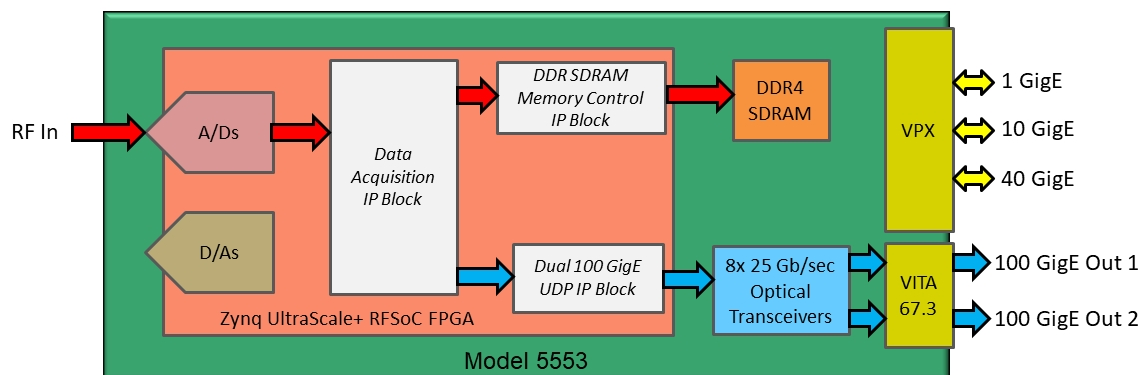 RF In
A/Ds
D/As
Data
Acquisition
IP Block
DDR SDRAM
Memory Control
IP Block
Dual 100 GigE
UDP IP Block
Zynq UltraScale+ RFSoC FPGA
DDR4
SDRAM
8x 25 Gb/sec
Optical
Transceivers
VPX
VITA
67.3
1 GigE
10 GigE
40 GigE
100 GigE Out 1
100 GigE Out 2
Model 5553